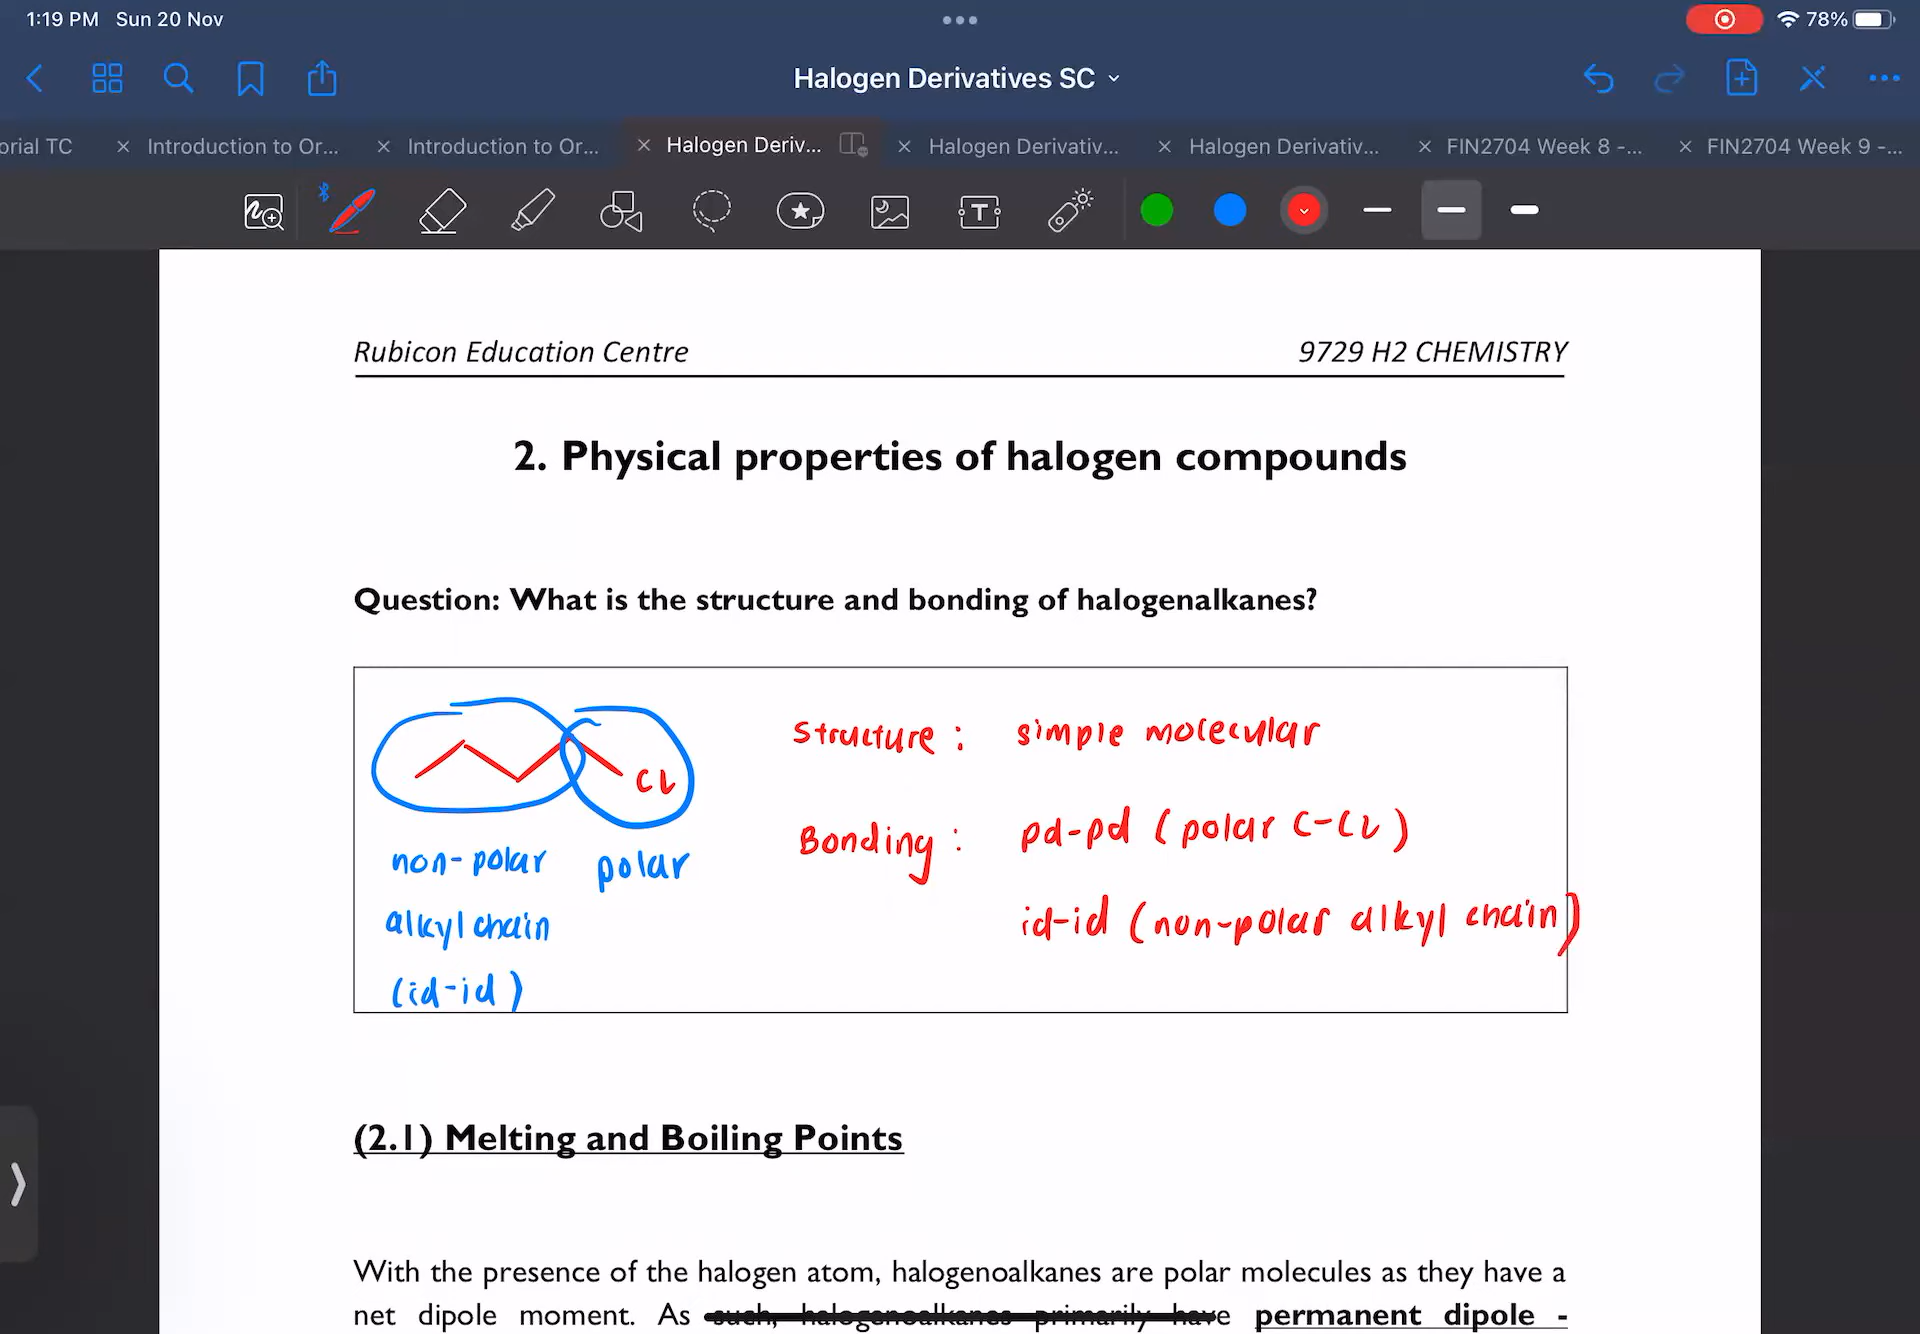 1:19 PM Sun 20 Nov
78%
Halogen Derivatives SC
orial TC
Introduction to Or...
Introduction to Or...
Halogen Deriv...
Halogen Derivativ...
Halogen Derivativ...
FIN2704 Week 8 -...
FIN2704 Week 9 -...
Rubicon Education Centre
9729 H2 CHEMISTRY
2. Physical properties of halogen compounds
Question: What is the structure and bonding of halogenalkanes?
Cl
non-polar
alkyl chain
(id-id)
polar
Structure: simple molecular
Bonding: pd-pd (polar C-Cl)
id-id (non-polar alkyl chain)
(2.1) Melting and Boiling Points
With the presence of the halogen atom, halogenoalkanes are polar molecules as they have a
net dipole moment. As such, halogenoalkanes primarily have permanent dipole -